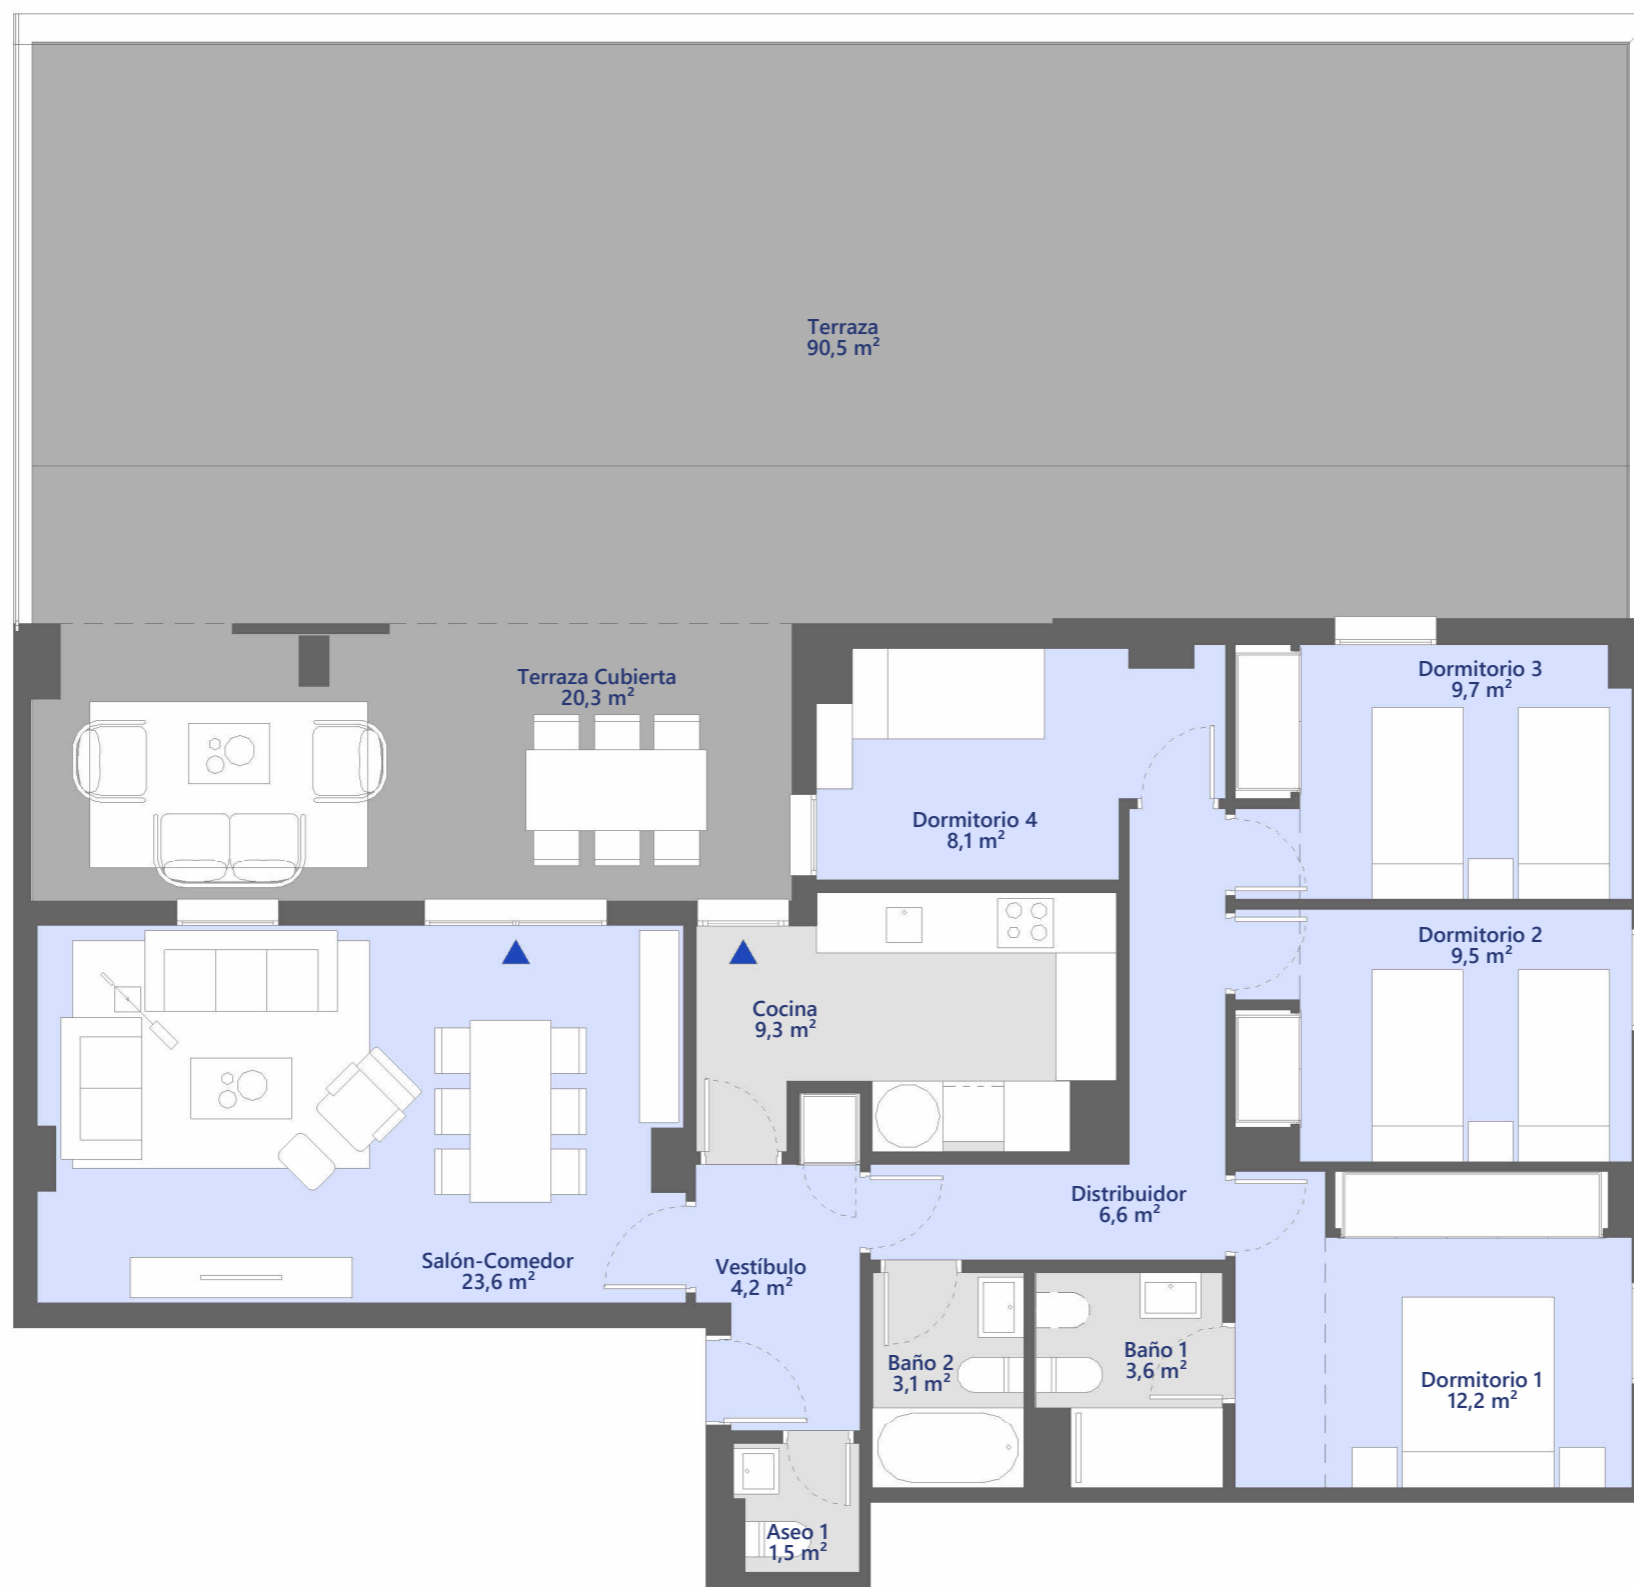 Terraza
90,5 m²
Terraza Cubierta
20,3 m²
Dormitorio 3
9,7 m²
Dormitorio 4
8,1 m²
Dormitorio 2
9,5 m²
Cocina
9,3 m²
Distribuidor
6,6 m²
Salón-Comedor
23,6 m²
Vestíbulo
4,2 m²
Baño 2
3,1 m²
Baño 1
3,6 m²
Dormitorio 1
12,2 m²
Aseo 1
1,5 m²